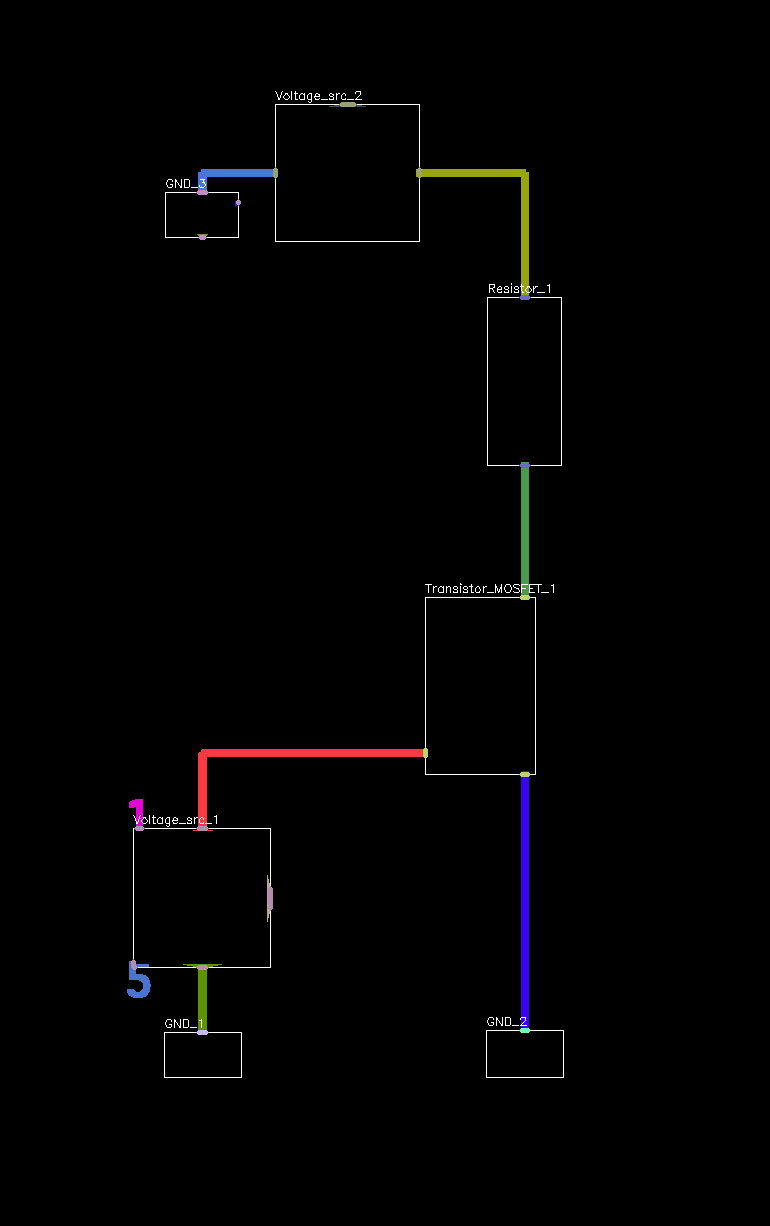 Voltage_src_2
GND_3
Resistor_1
Transistor_MOSFET_1
1
Voltage_src_1
5
GND_1
GND_2